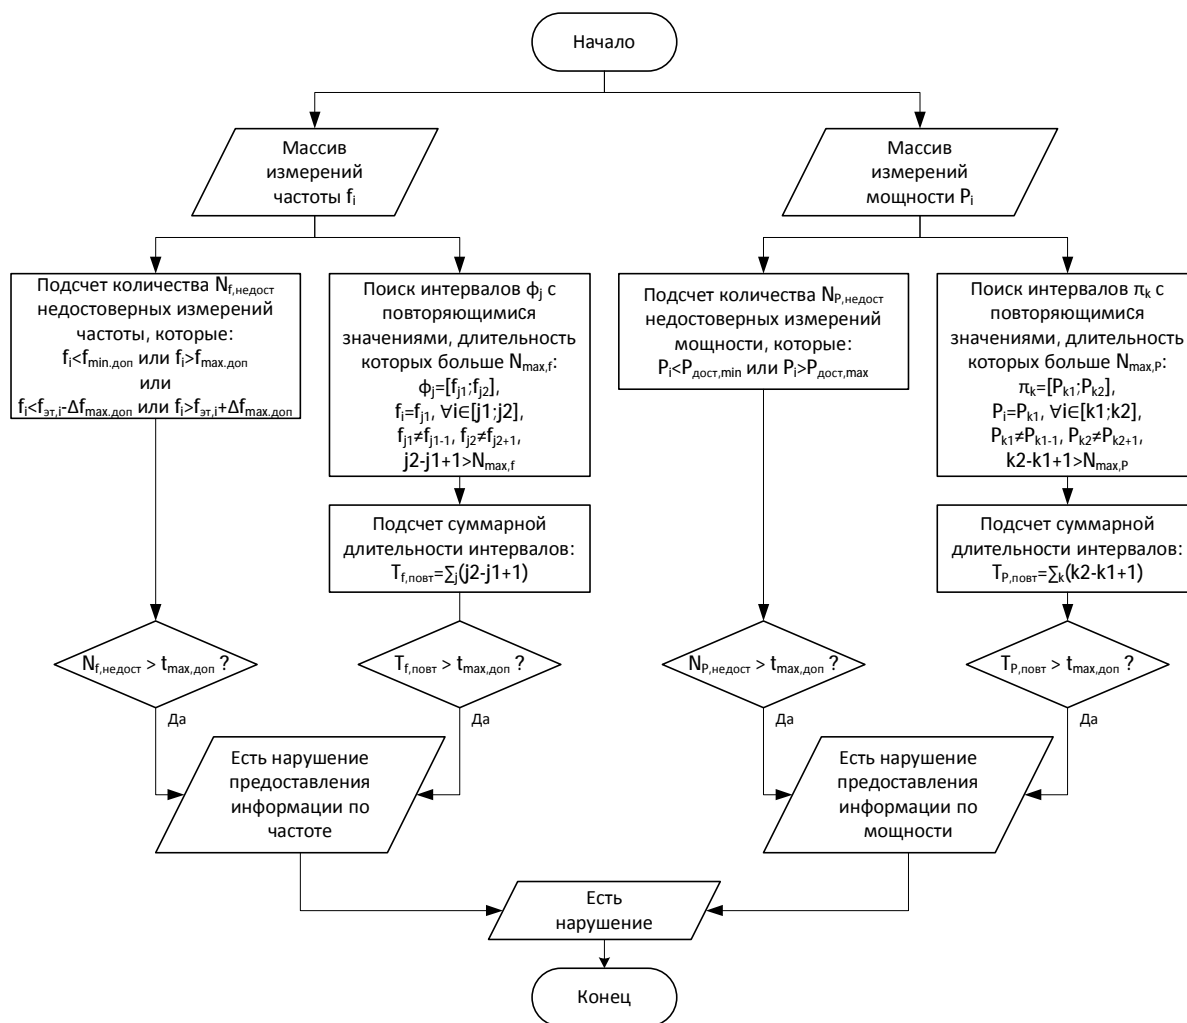 Начало
Массив
измерений
частоты fi
Массив
измерений
мощности Pi
Подсчет количества Nf,недост
недостоверных измерений
частоты, которые:
fi<fmin.доп или fi>fmax.доп
или
fi<fэт,i-Δfmax.доп или fi>fэт,i+Δfmax.доп
Поиск интервалов ϕj с
повторяющимися
значениями, длительность
которых больше Nmax,f:
ϕj=[fj1;fj2],
fi=fj1, ∀i∈[j1;j2],
fj1≠fj1-1, fj2≠fj2+1,
j2-j1+1>Nmax,f
Подсчет количества NP,недост
недостоверных измерений
мощности, которые:
Pi<Pдост,min или Pi>Pдост,max
Поиск интервалов πk с
повторяющимися
значениями, длительность
которых больше Nmax,P:
πk=[Pk1;Pk2],
Pi=Pk1, ∀i∈[k1;k2],
Pk1≠Pk1-1, Pk2≠Pk2+1,
k2-k1+1>Nmax,P
Подсчет суммарной
длительности интервалов:
Tf,повт=∑j(j2-j1+1)
Подсчет суммарной
длительности интервалов:
TP,повт=∑k(k2-k1+1)
Nf,недост > tmax,доп ?
Tf,повт > tmax,доп ?
NP,недост > tmax,доп ?
TP,повт > tmax,доп ?
Да
Да
Да
Да
Есть нарушение
предоставления
информации по
частоте
Есть нарушение
предоставления
информации по
мощности
Есть
нарушение
Конец